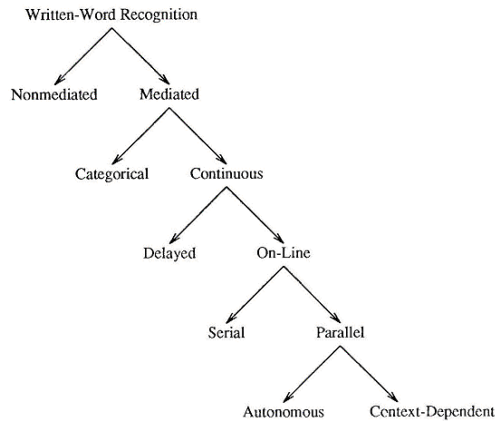 Written-Word Recognition
Nonmediated Mediated
Categorical Continuous
Delayed On-Line
Serial Parallel
Autonomous Context-Dependent